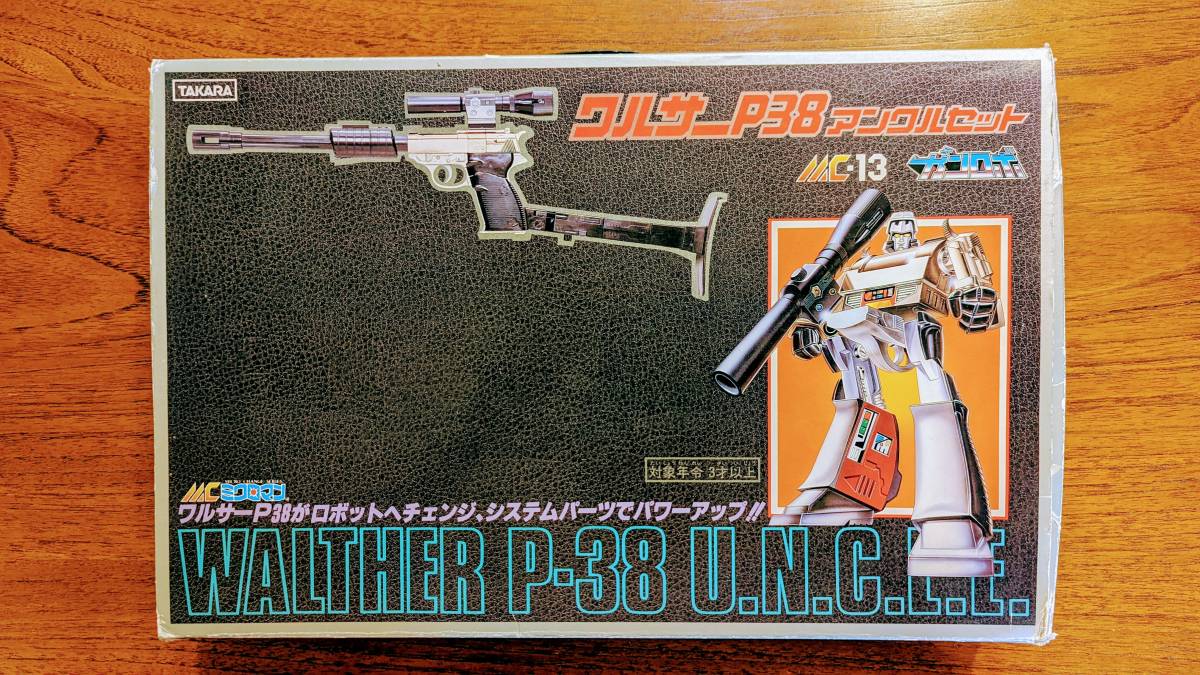 TAKARA
ワルサーP38アンクルセット
MC-13 ガンロボ
対象年令 3才以上
MC ミクロマン
ワルサーP38がロボットへチェンジ、システムパーツでパワーアップ!!
WALTHER P-38 U.N.C.L.E.